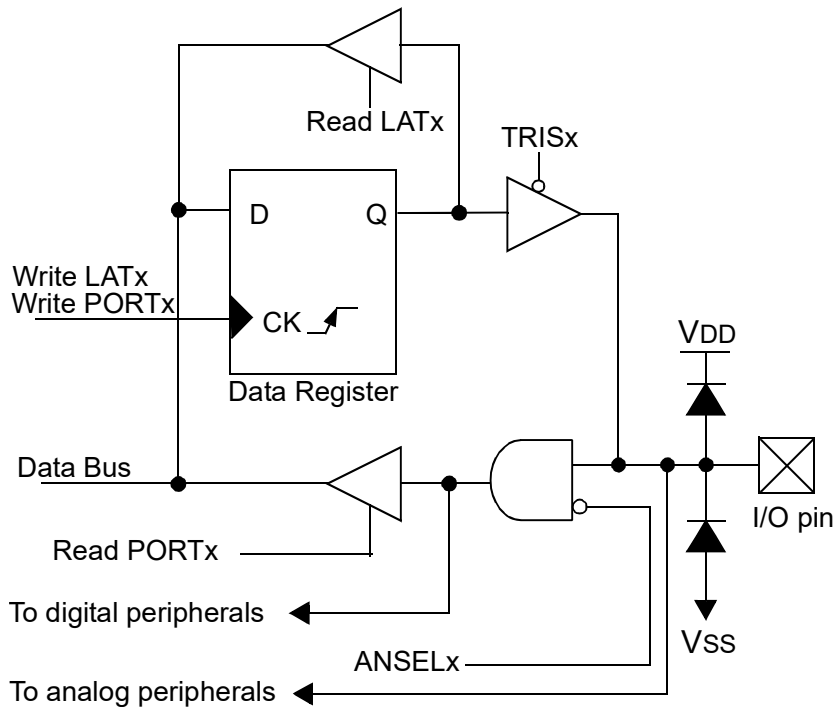 Read LATx
TRISx
D
Q
Write LATx
Write PORTx
CK
VDD
Data Register
Data Bus
I/O pin
Read PORTx
To digital peripherals
VSS
ANSELx
To analog peripherals